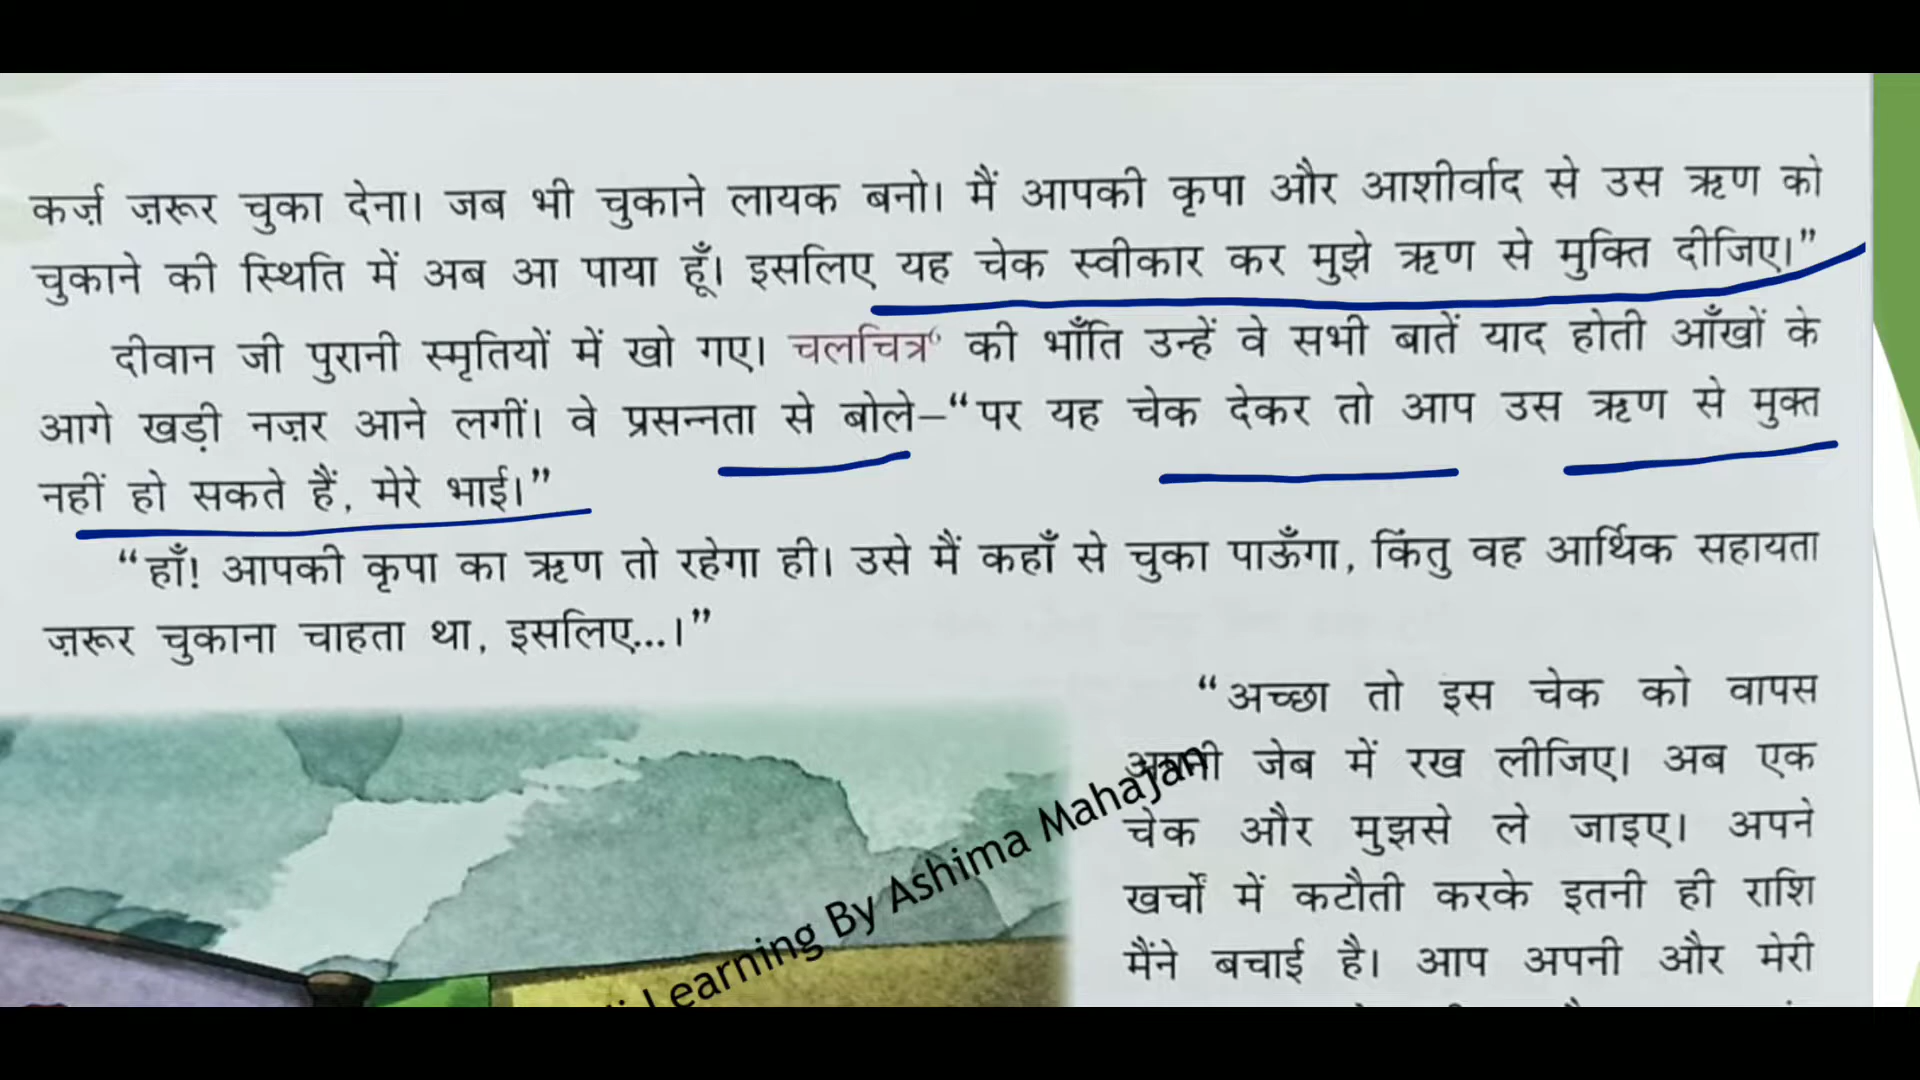 कर्ज़ ज़रूर चुका देना। जब भी चुकाने लायक बनो। मैं आपकी कृपा और आशीर्वाद से उस ऋण को
चुकाने की स्थिति में अब आ पाया हूँ। इसलिए यह चेक स्वीकार कर मुझे ऋण से मुक्ति दीजिए।”
दीवान जी पुरानी स्मृतियों में खो गए। चलचित्र की भाँति उन्हें वे सभी बातें याद होती आँखों के
आगे खड़ी नज़र आने लगीं। वे प्रसन्नता से बोले–“पर यह चेक देकर तो आप उस ऋण से मुक्त
नहीं हो सकते हैं, मेरे भाई।”
“हाँ! आपकी कृपा का ऋण तो रहेगा ही। उसे मैं कहाँ से चुका पाऊँगा, किंतु वह आर्थिक सहायता
ज़रूर चुकाना चाहता था, इसलिए...।”
“अच्छा तो इस चेक को वापस
अपनी जेब में रख लीजिए। अब एक
चेक और मुझसे ले जाइए। अपने
खर्चों में कटौती करके इतनी ही राशि
मैंने बचाई है। आप अपनी और मेरी
Learning By Ashima Mahajan